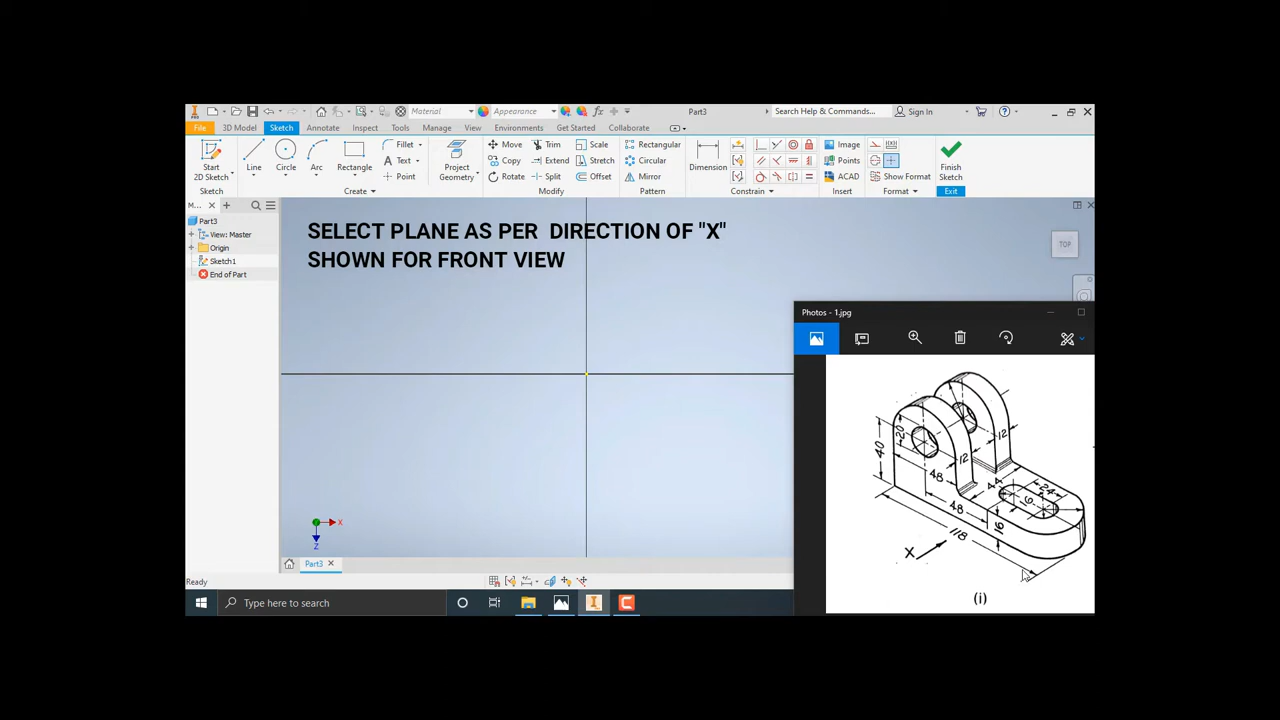 Material
Appearance
Part3
Search Help & Commands...
Sign In
File
3D Model
Sketch
Annotate
Inspect
Tools
Manage
View
Environments
Get Started
Collaborate
Start
2D Sketch
Line
Circle
Arc
Rectangle
Fillet
Text
Point
Project
Geometry
Move
Copy
Rotate
Trim
Extend
Split
Scale
Stretch
Offset
Rectangular
Circular
Mirror
Dimension
Image
Points
ACAD
Show Format
Finish
Sketch
Sketch
Create
Modify
Pattern
Constrain
Insert
Format
Exit
M...
Part3
View: Master
Origin
Sketch1
End of Part
SELECT PLANE AS PER DIRECTION OF "X"
SHOWN FOR FRONT VIEW
TOP
Photos - 1.jpg
40
20
12
12
48
48
24
16
118
X
(i)
X
Z
Part3
Ready
Type here to search